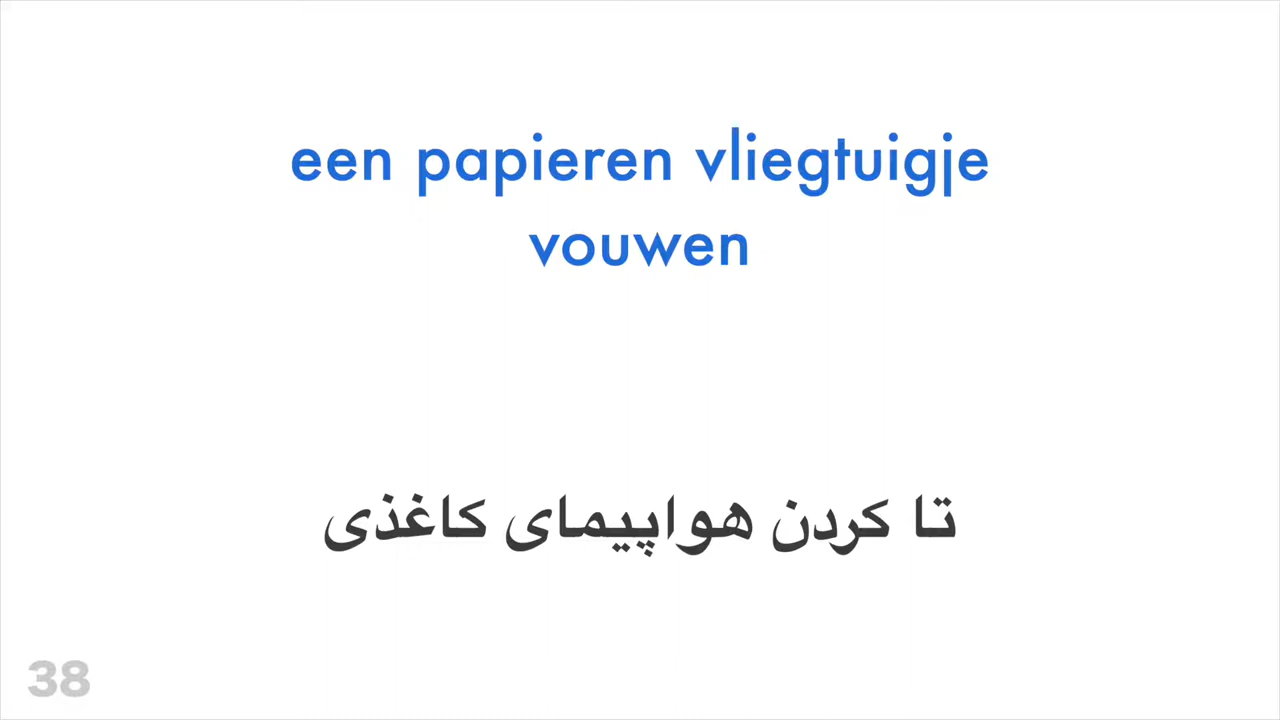 een papieren vliegtuigje
vouwen
تا کردن هواپیمای کاغذی
38